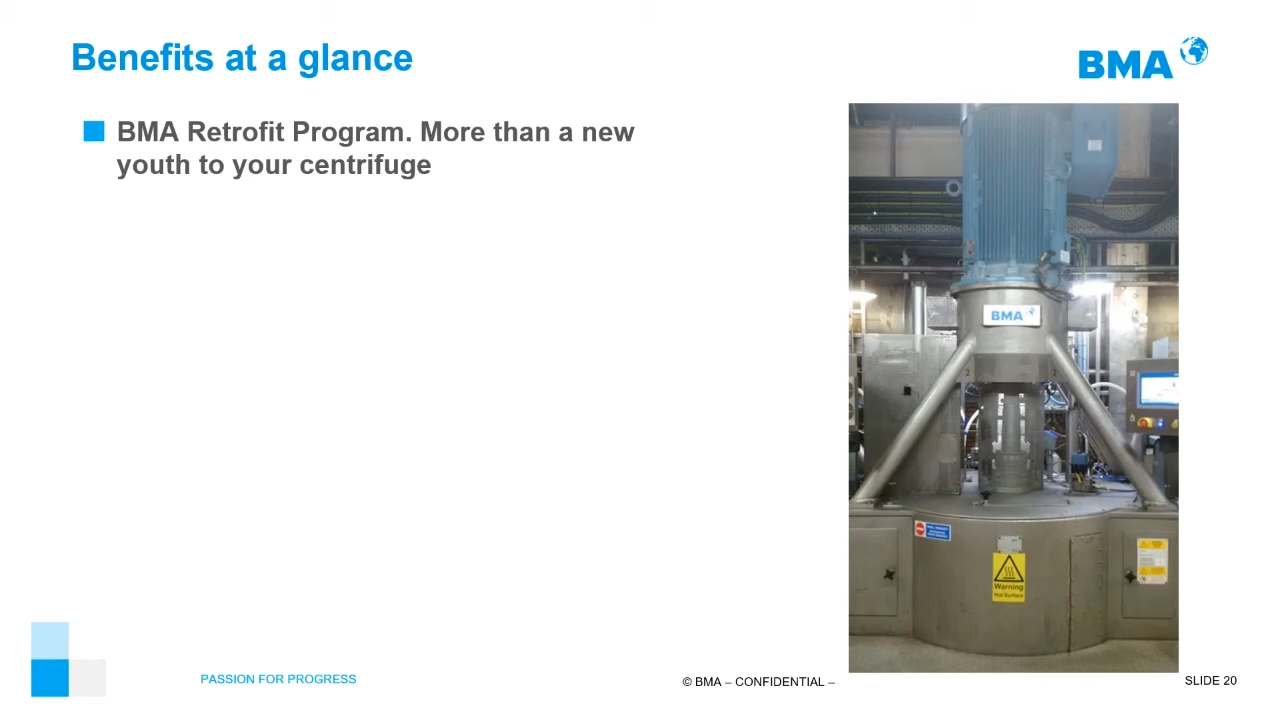 Benefits at a glance
BMA
BMA Retrofit Program. More than a new
youth to your centrifuge
BMA
2
Warning
Hot Surface
PASSION FOR PROGRESS
© BMA – CONFIDENTIAL –
SLIDE 20